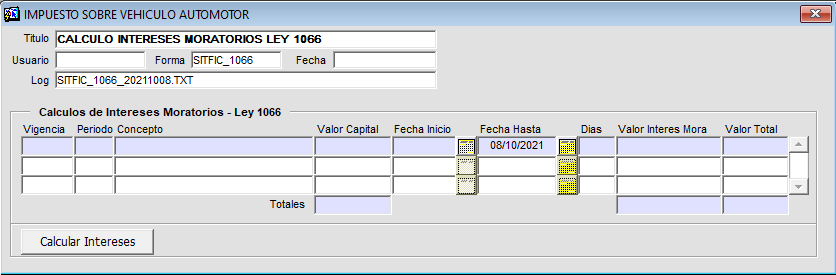 IMPUESTO SOBRE VEHICULO AUTOMOTOR
Titulo CALCULO INTERESES MORATORIOS LEY 1066
Usuario Forma SITFIC_1066 Fecha
Log SITFIC_1066_20211008.TXT
Calculos de Intereses Moratorios - Ley 1066
Vigencia Periodo Concepto Valor Capital Fecha Inicio Fecha Hasta Dias Valor Interes Mora Valor Total
08/10/2021
Totales
Calcular Intereses